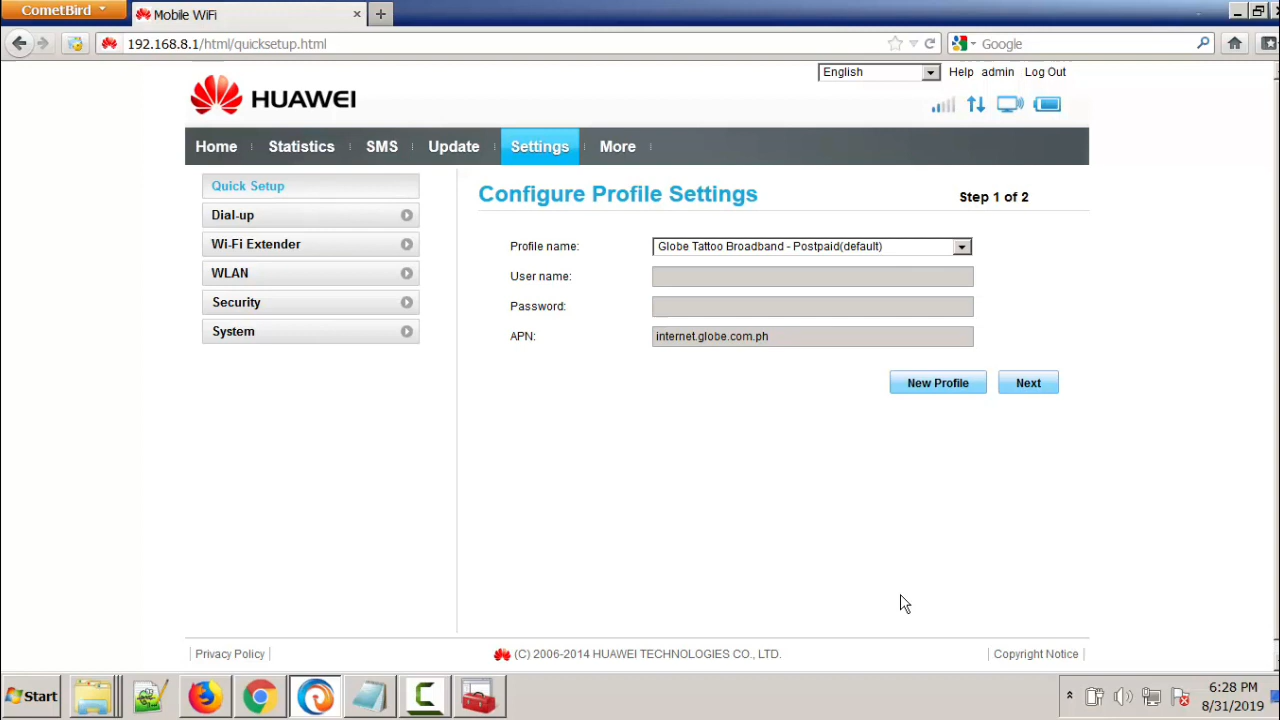 CometBird
Mobile WiFi
192.168.8.1/html/quicksetup.html
Google
English
Help admin Log Out
HUAWEI
Home Statistics SMS Update Settings More
Quick Setup
Dial-up
Wi-Fi Extender
WLAN
Security
System
Configure Profile Settings
Step 1 of 2
Profile name: Globe Tattoo Broadband - Postpaid(default)
User name:
Password:
APN: internet.globe.com.ph
New Profile Next
Privacy Policy
(C) 2006-2014 HUAWEI TECHNOLOGIES CO., LTD.
Copyright Notice
Start
6:28 PM
8/31/2019